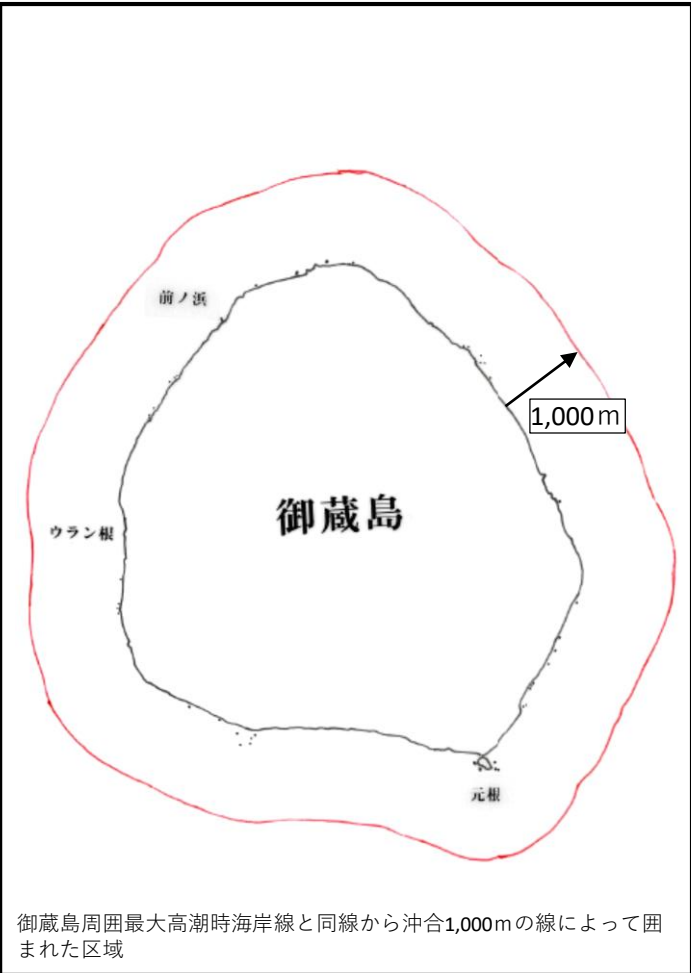 前ノ浜
1,000ｍ
御蔵島
ウラン根
元根
御蔵島周囲最大高潮時海岸線と同線から沖合1,000ｍの線によって囲
まれた区域